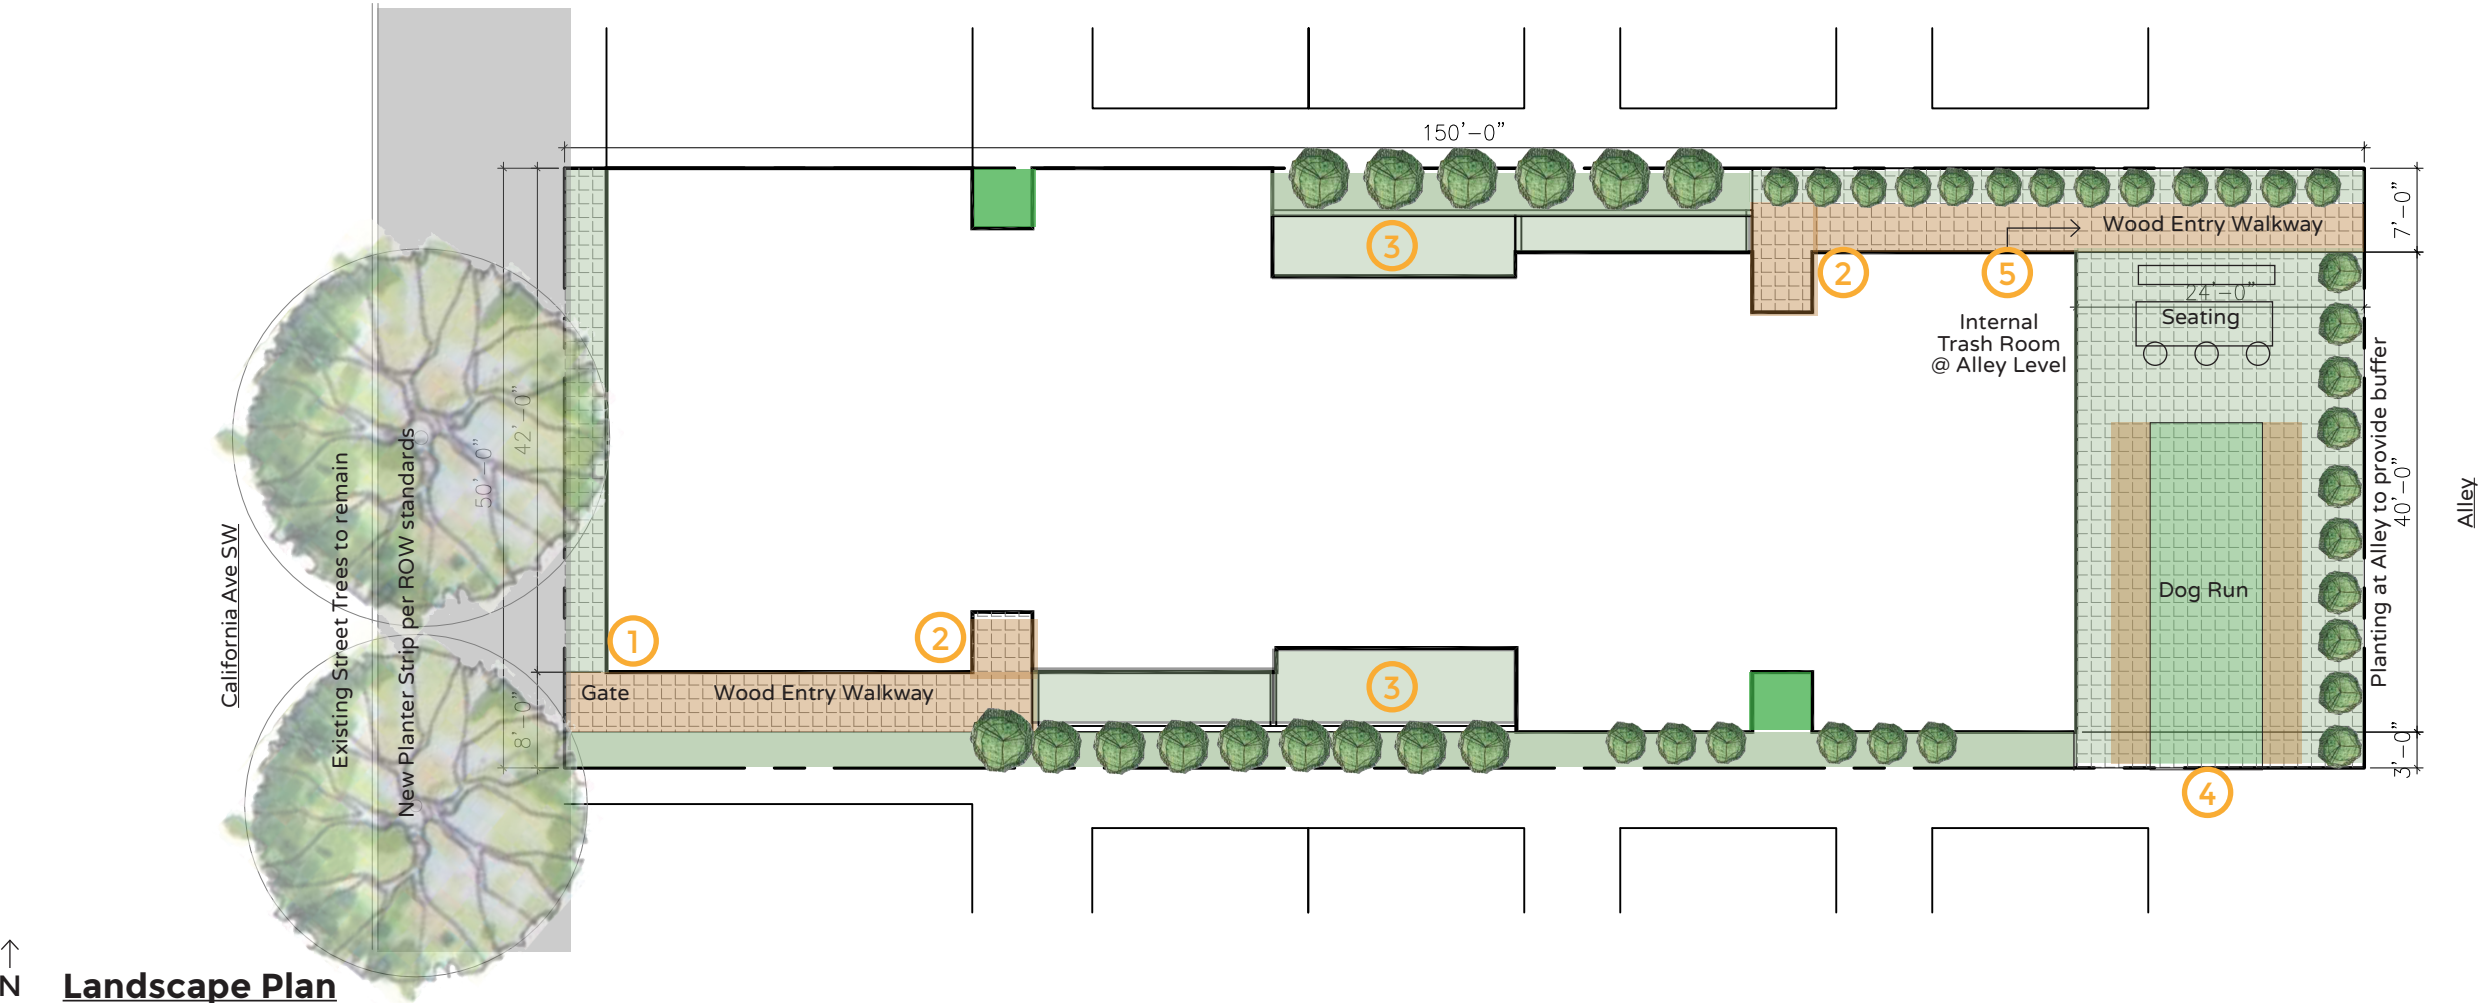 150'-0"
7'-0"
Wood Entry Walkway
3
2
5
24'-0"
Seating
Internal
Trash Room
@ Alley Level
42'-0"
50'-0"
40'-0"
Planting at Alley to provide buffer
Alley
California Ave SW
Existing Street Trees to remain
New Planter Strip per ROW standards
Dog Run
1
2
Gate
Wood Entry Walkway
3
8'-0"
3'-0"
4
N
Landscape Plan